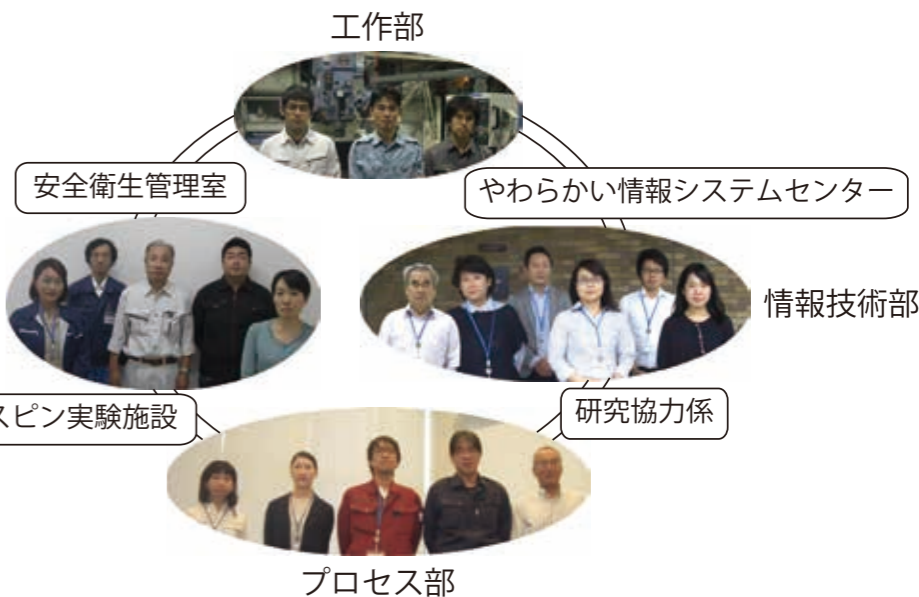 工作部
安全衛生管理室
やわらかい情報システムセンター
情報技術部
スピン実験施設
研究協力係
プロセス部